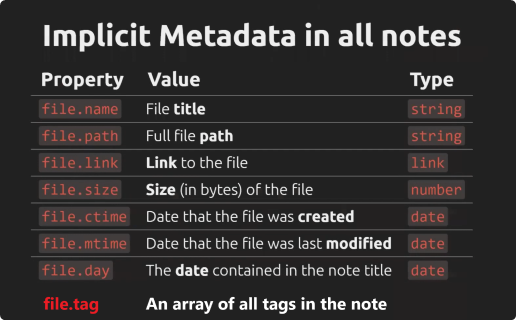 Implicit Metadata in all notes
Property Value Type
file.name File title string
file.path Full file path string
file.link Link to the file link
file.size Size (in bytes) of the file number
file.ctime Date that the file was created date
file.mtime Date that the file was last modified date
file.day The date contained in the note title date
file.tag An array of all tags in the note